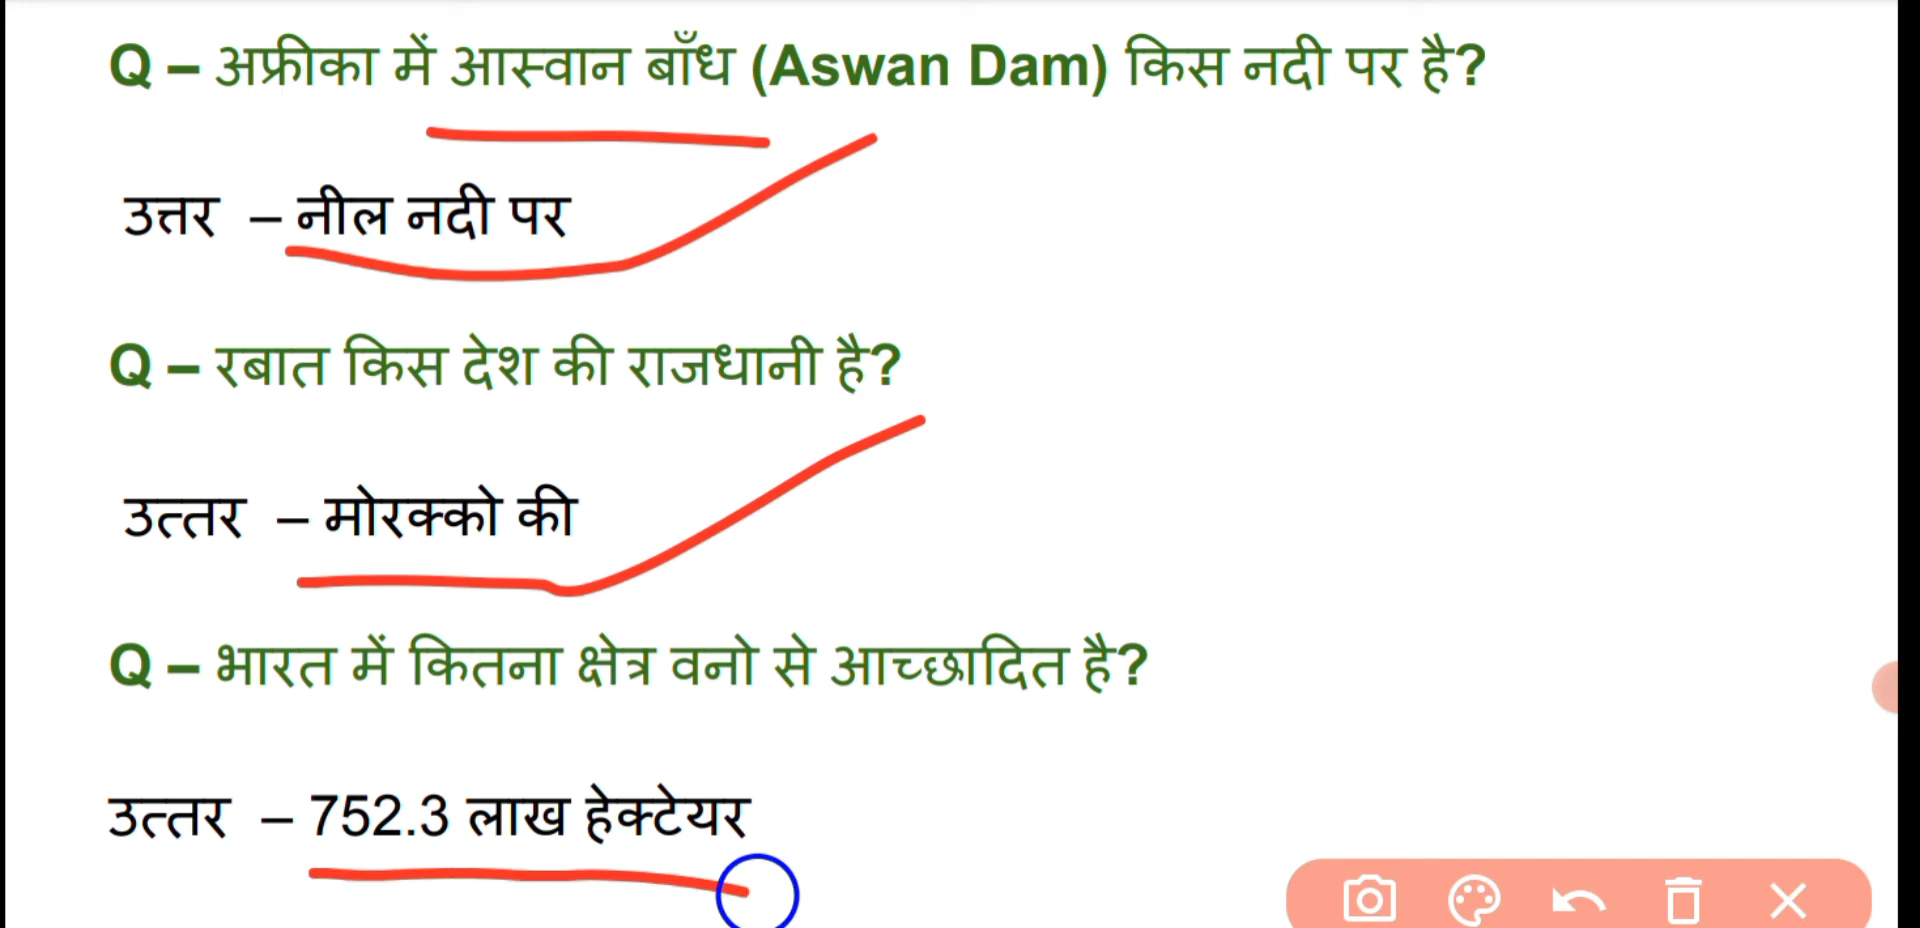 Q – अफ्रीका में आस्वान बाँध (Aswan Dam) किस नदी पर है?
उत्तर – नील नदी पर
Q – रबात किस देश की राजधानी है?
उत्तर – मोरक्को की
Q – भारत में कितना क्षेत्र वनो से आच्छादित है?
उत्तर – 752.3 लाख हेक्टेयर